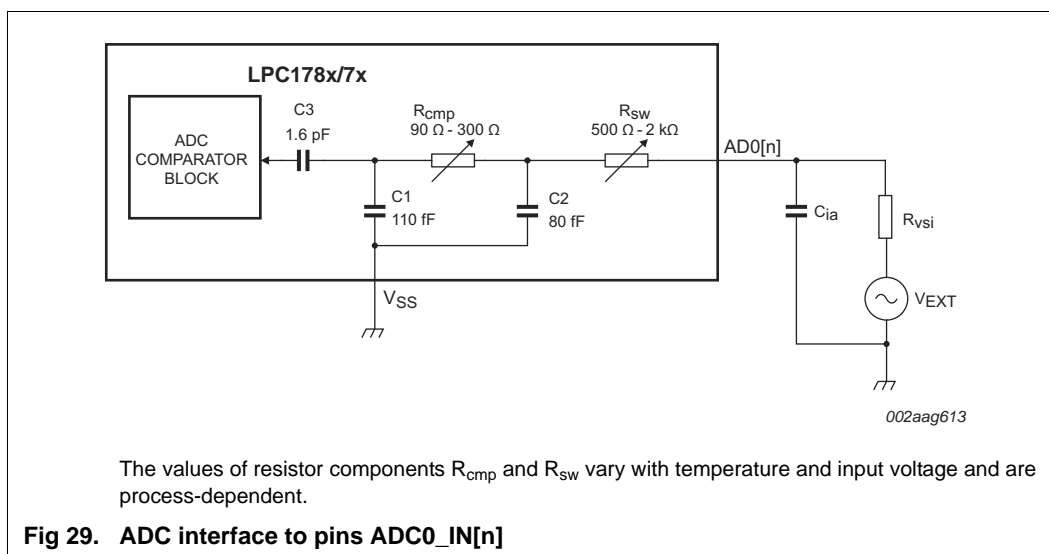 LPC178x/7x
ADC
COMPARATOR
BLOCK
C3
1.6 pF
Rcmp
90 Ω - 300 Ω
Rsw
500 Ω - 2 kΩ
AD0[n]
C1
110 fF
C2
80 fF
Cia
Rvsi
VSS
VEXT
002aag613
The values of resistor components Rcmp and Rsw vary with temperature and input voltage and are
process-dependent.
Fig 29. ADC interface to pins ADC0_IN[n]